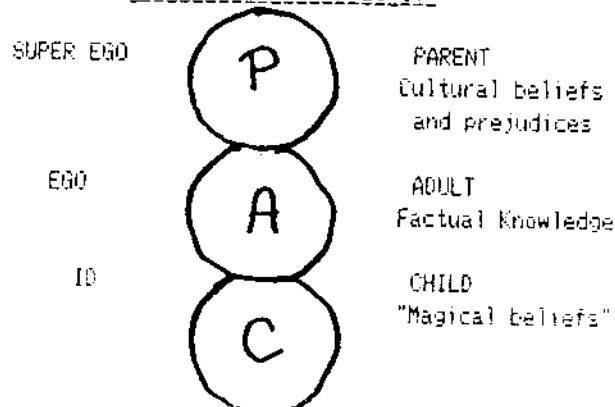 SUPER EGO
P
PARENT
Cultural beliefs
and prejudices
EGO
A
ADULT
Factual Knowledge
ID
C
CHILD
"Magical beliefs"